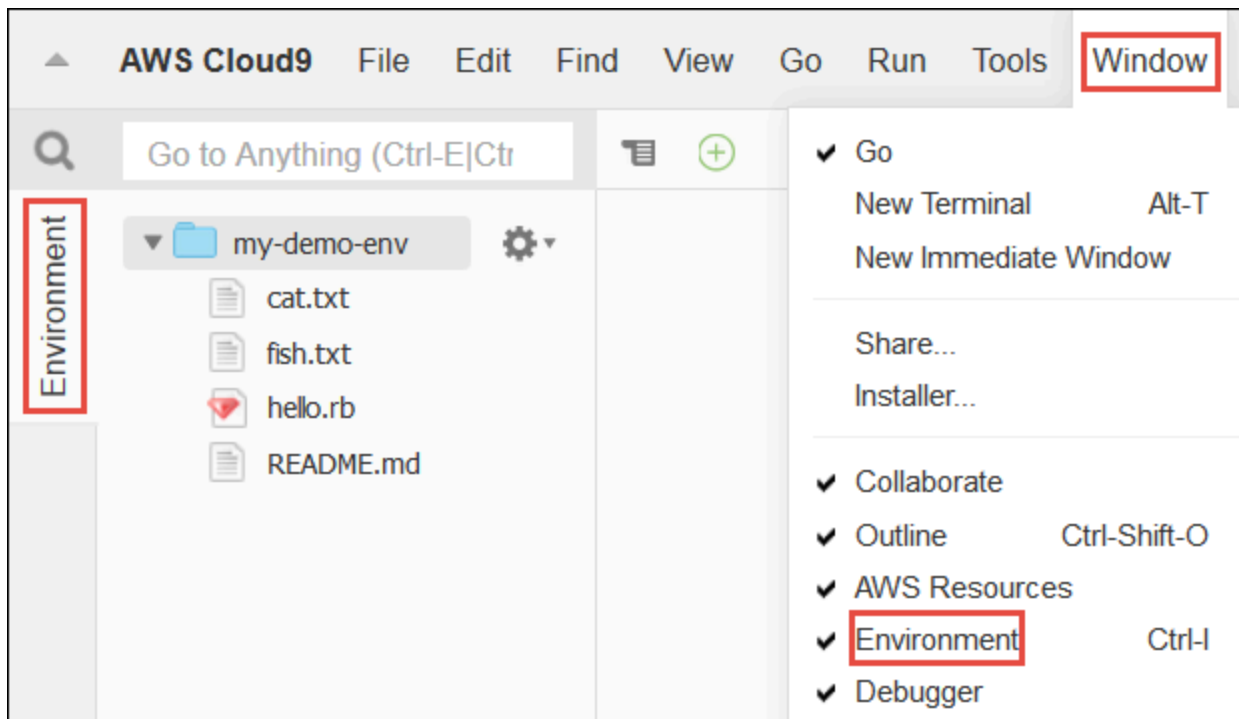 AWS Cloud9 File Edit Find View Go Run Tools Window
Go to Anything (Ctrl-E|Ctr
Environment
my-demo-env
cat.txt
fish.txt
hello.rb
README.md
Go
New Terminal Alt-T
New Immediate Window
Share...
Installer...
Collaborate
Outline Ctrl-Shift-O
AWS Resources
Environment Ctrl-I
Debugger